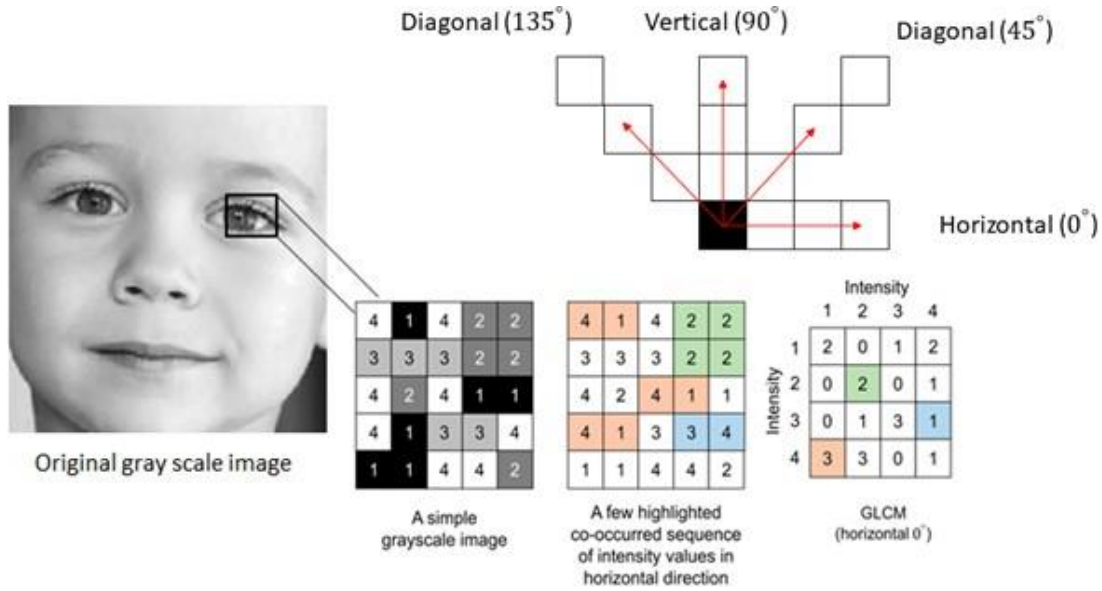 Diagonal (135°)
Vertical (90°)
Diagonal (45°)
Horizontal (0°)
Original gray scale image
4 1 4 2 2
3 3 3 2 2
4 2 4 1 1
4 1 3 3 4
1 1 4 4 2
A simple
grayscale image
4 1 4 2 2
3 3 3 2 2
4 2 4 1 1
4 1 3 3 4
1 1 4 4 2
A few highlighted
co-occurred sequence
of intensity values in
horizontal direction
Intensity
1 2 3 4
Intensity
1 2 0 1 2
2 0 2 0 1
3 0 1 3 1
4 3 3 0 1
GLCM
(horizontal 0°)